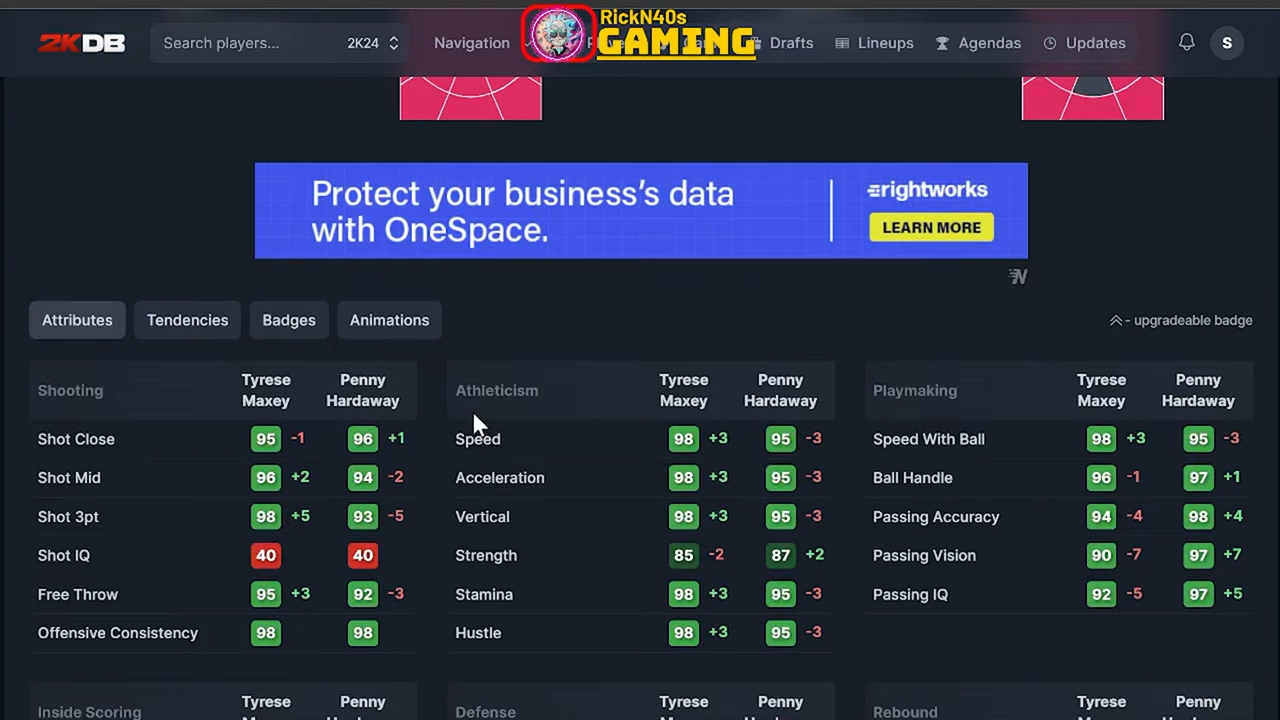 2KDB
Search players...
2K24
Navigation
RickN40s
GAMING
Drafts
Lineups
Agendas
Updates
S
Protect your business's data
with OneSpace.
rightworks
LEARN MORE
Attributes
Tendencies
Badges
Animations
- upgradeable badge
Shooting Tyrese Maxey Penny Hardaway
Shot Close 95 -1 96 +1
Shot Mid 96 +2 94 -2
Shot 3pt 98 +5 93 -5
Shot IQ 40 40
Free Throw 95 +3 92 -3
Offensive Consistency 98 98
Athleticism Tyrese Maxey Penny Hardaway
Speed 98 +3 95 -3
Acceleration 98 +3 95 -3
Vertical 98 +3 95 -3
Strength 85 -2 87 +2
Stamina 98 +3 95 -3
Hustle 98 +3 95 -3
Playmaking Tyrese Maxey Penny Hardaway
Speed With Ball 98 +3 95 -3
Ball Handle 96 -1 97 +1
Passing Accuracy 94 -4 98 +4
Passing Vision 90 -7 97 +7
Passing IQ 92 -5 97 +5
Inside Scoring Tyrese Maxey Penny Hardaway
Defense Tyrese Maxey Penny Hardaway
Rebound Tyrese Maxey Penny Hardaway